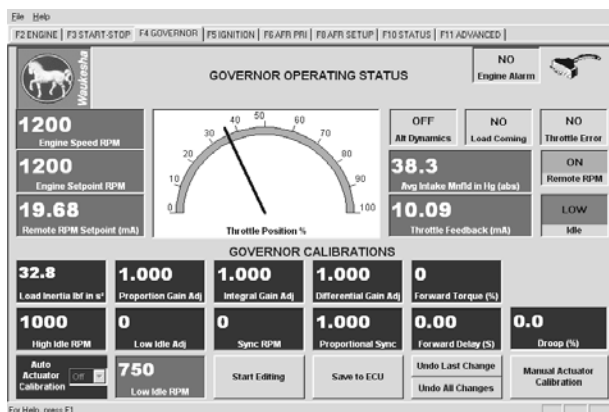 File Help
F2 ENGINE F3 START-STOP F4 GOVERNOR F5 IGNITION F6 AFR PRI F8 AFR SETUP F10 STATUS F11 ADVANCED
Waukesha
GOVERNOR OPERATING STATUS
NO
Engine Alarm
1200
Engine Speed RPM
1200
Engine Setpoint RPM
19.68
Remote RPM Setpoint (mA)
0 10 20 30 40 50 60 70 80 90 100
Throttle Position %
OFF
Alt Dynamics
NO
Load Coming
NO
Throttle Error
38.3
Avg Intake Mnfld in Hg (abs)
ON
Remote RPM
10.09
Throttle Feedback (mA)
LOW
Idle
GOVERNOR CALIBRATIONS
32.8
Load Inertia lbf in s²
1.000
Proportion Gain Adj
1.000
Integral Gain Adj
1.000
Differential Gain Adj
0
Forward Torque (%)
1000
High Idle RPM
0
Low Idle Adj
0
Sync RPM
1.000
Proportional Sync
0.00
Forward Delay (S)
0.0
Droop (%)
Auto
Actuator
Calibration
Off
750
Low Idle RPM
Start Editing
Save to ECU
Undo Last Change
Undo All Changes
Manual Actuator
Calibration
For Help, press F1